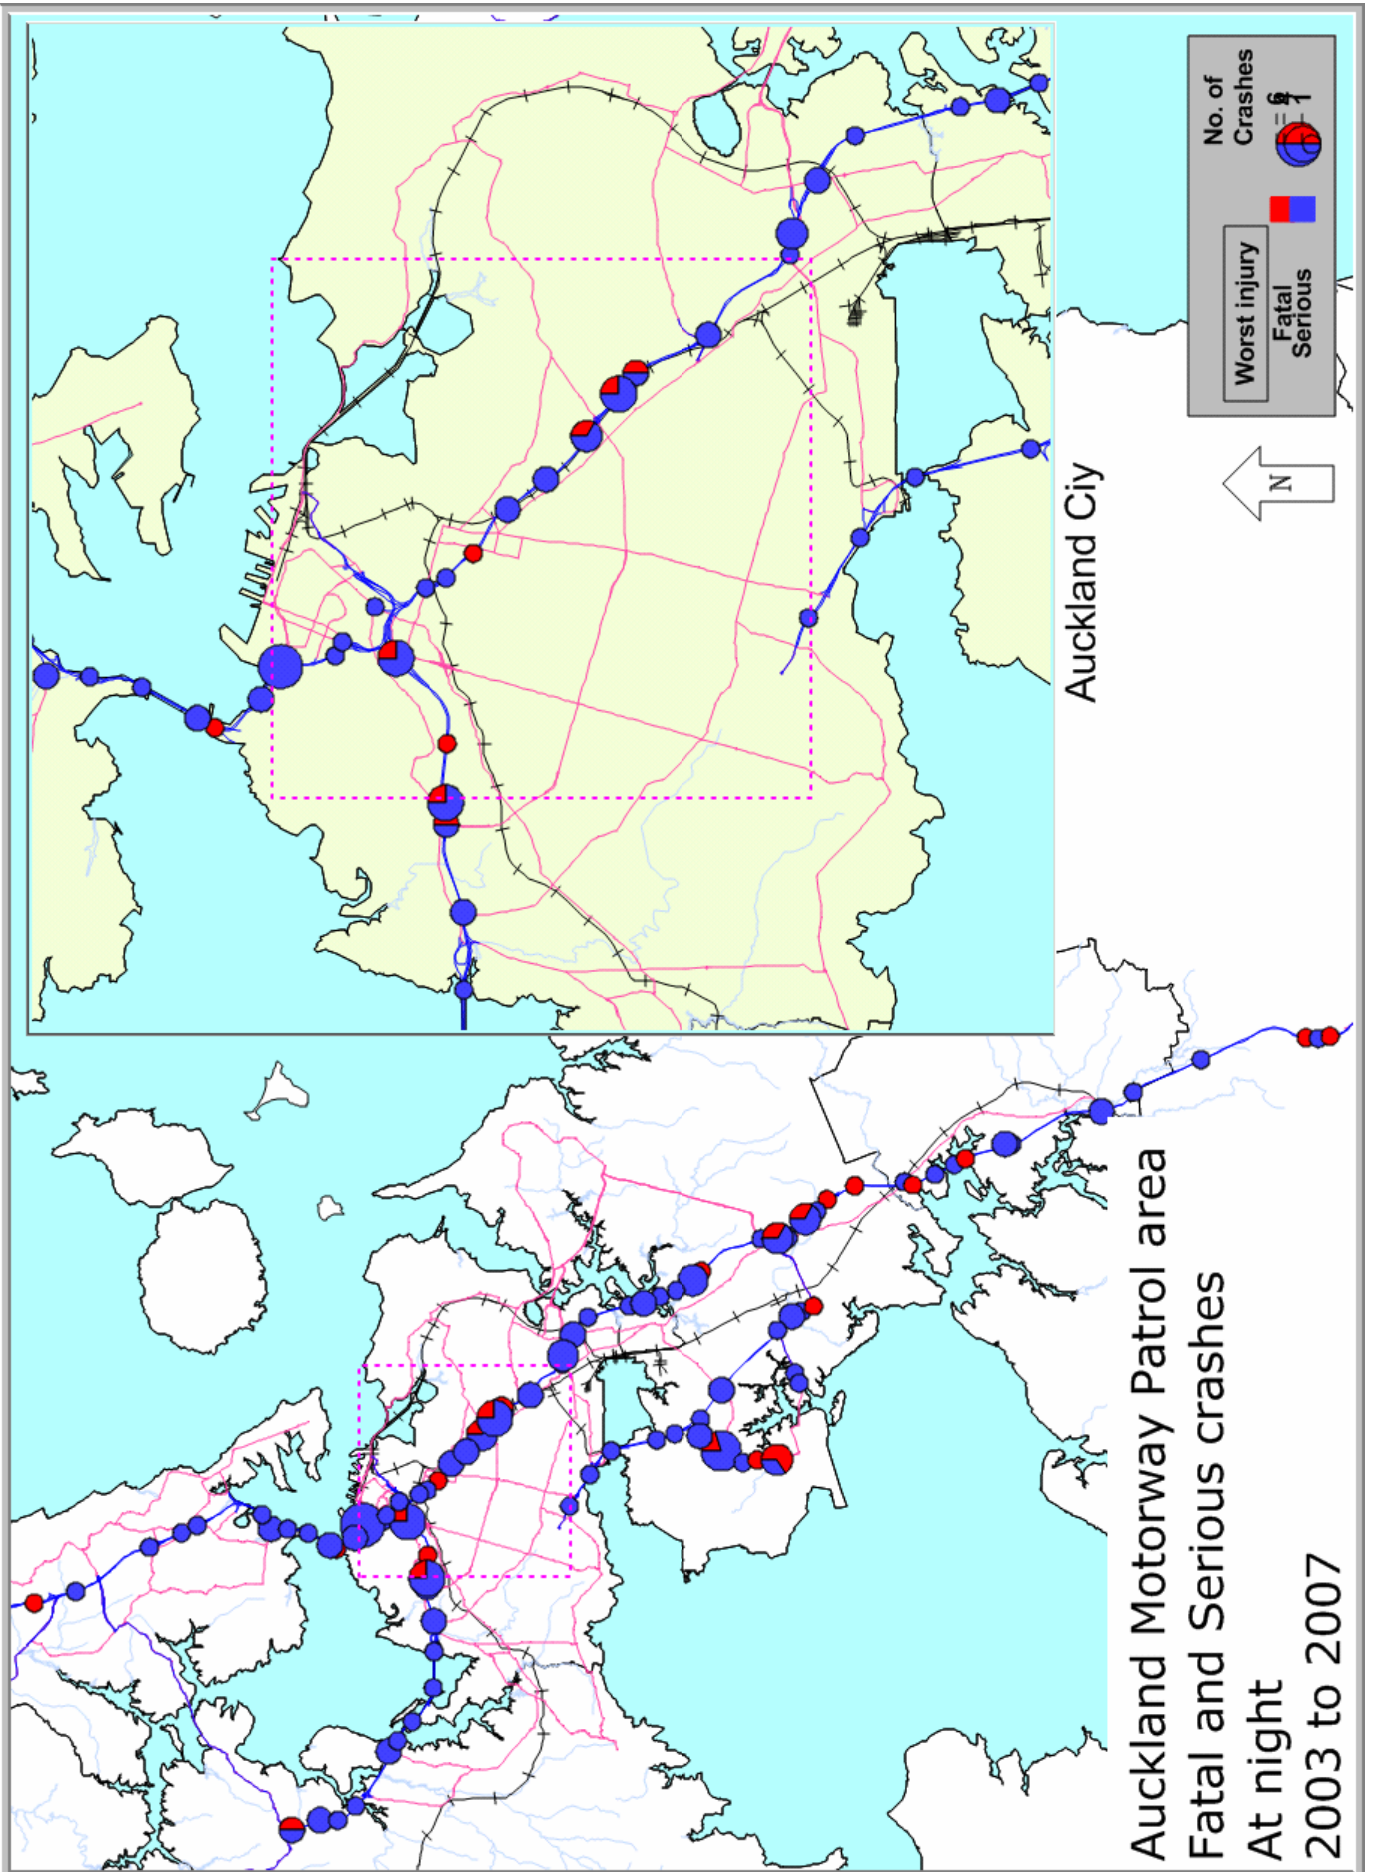 No. of
Crashes
Worst injury
Fatal
Serious
N
Auckland Ciy
Auckland Motorway Patrol area
Fatal and Serious crashes
At night
2003 to 2007